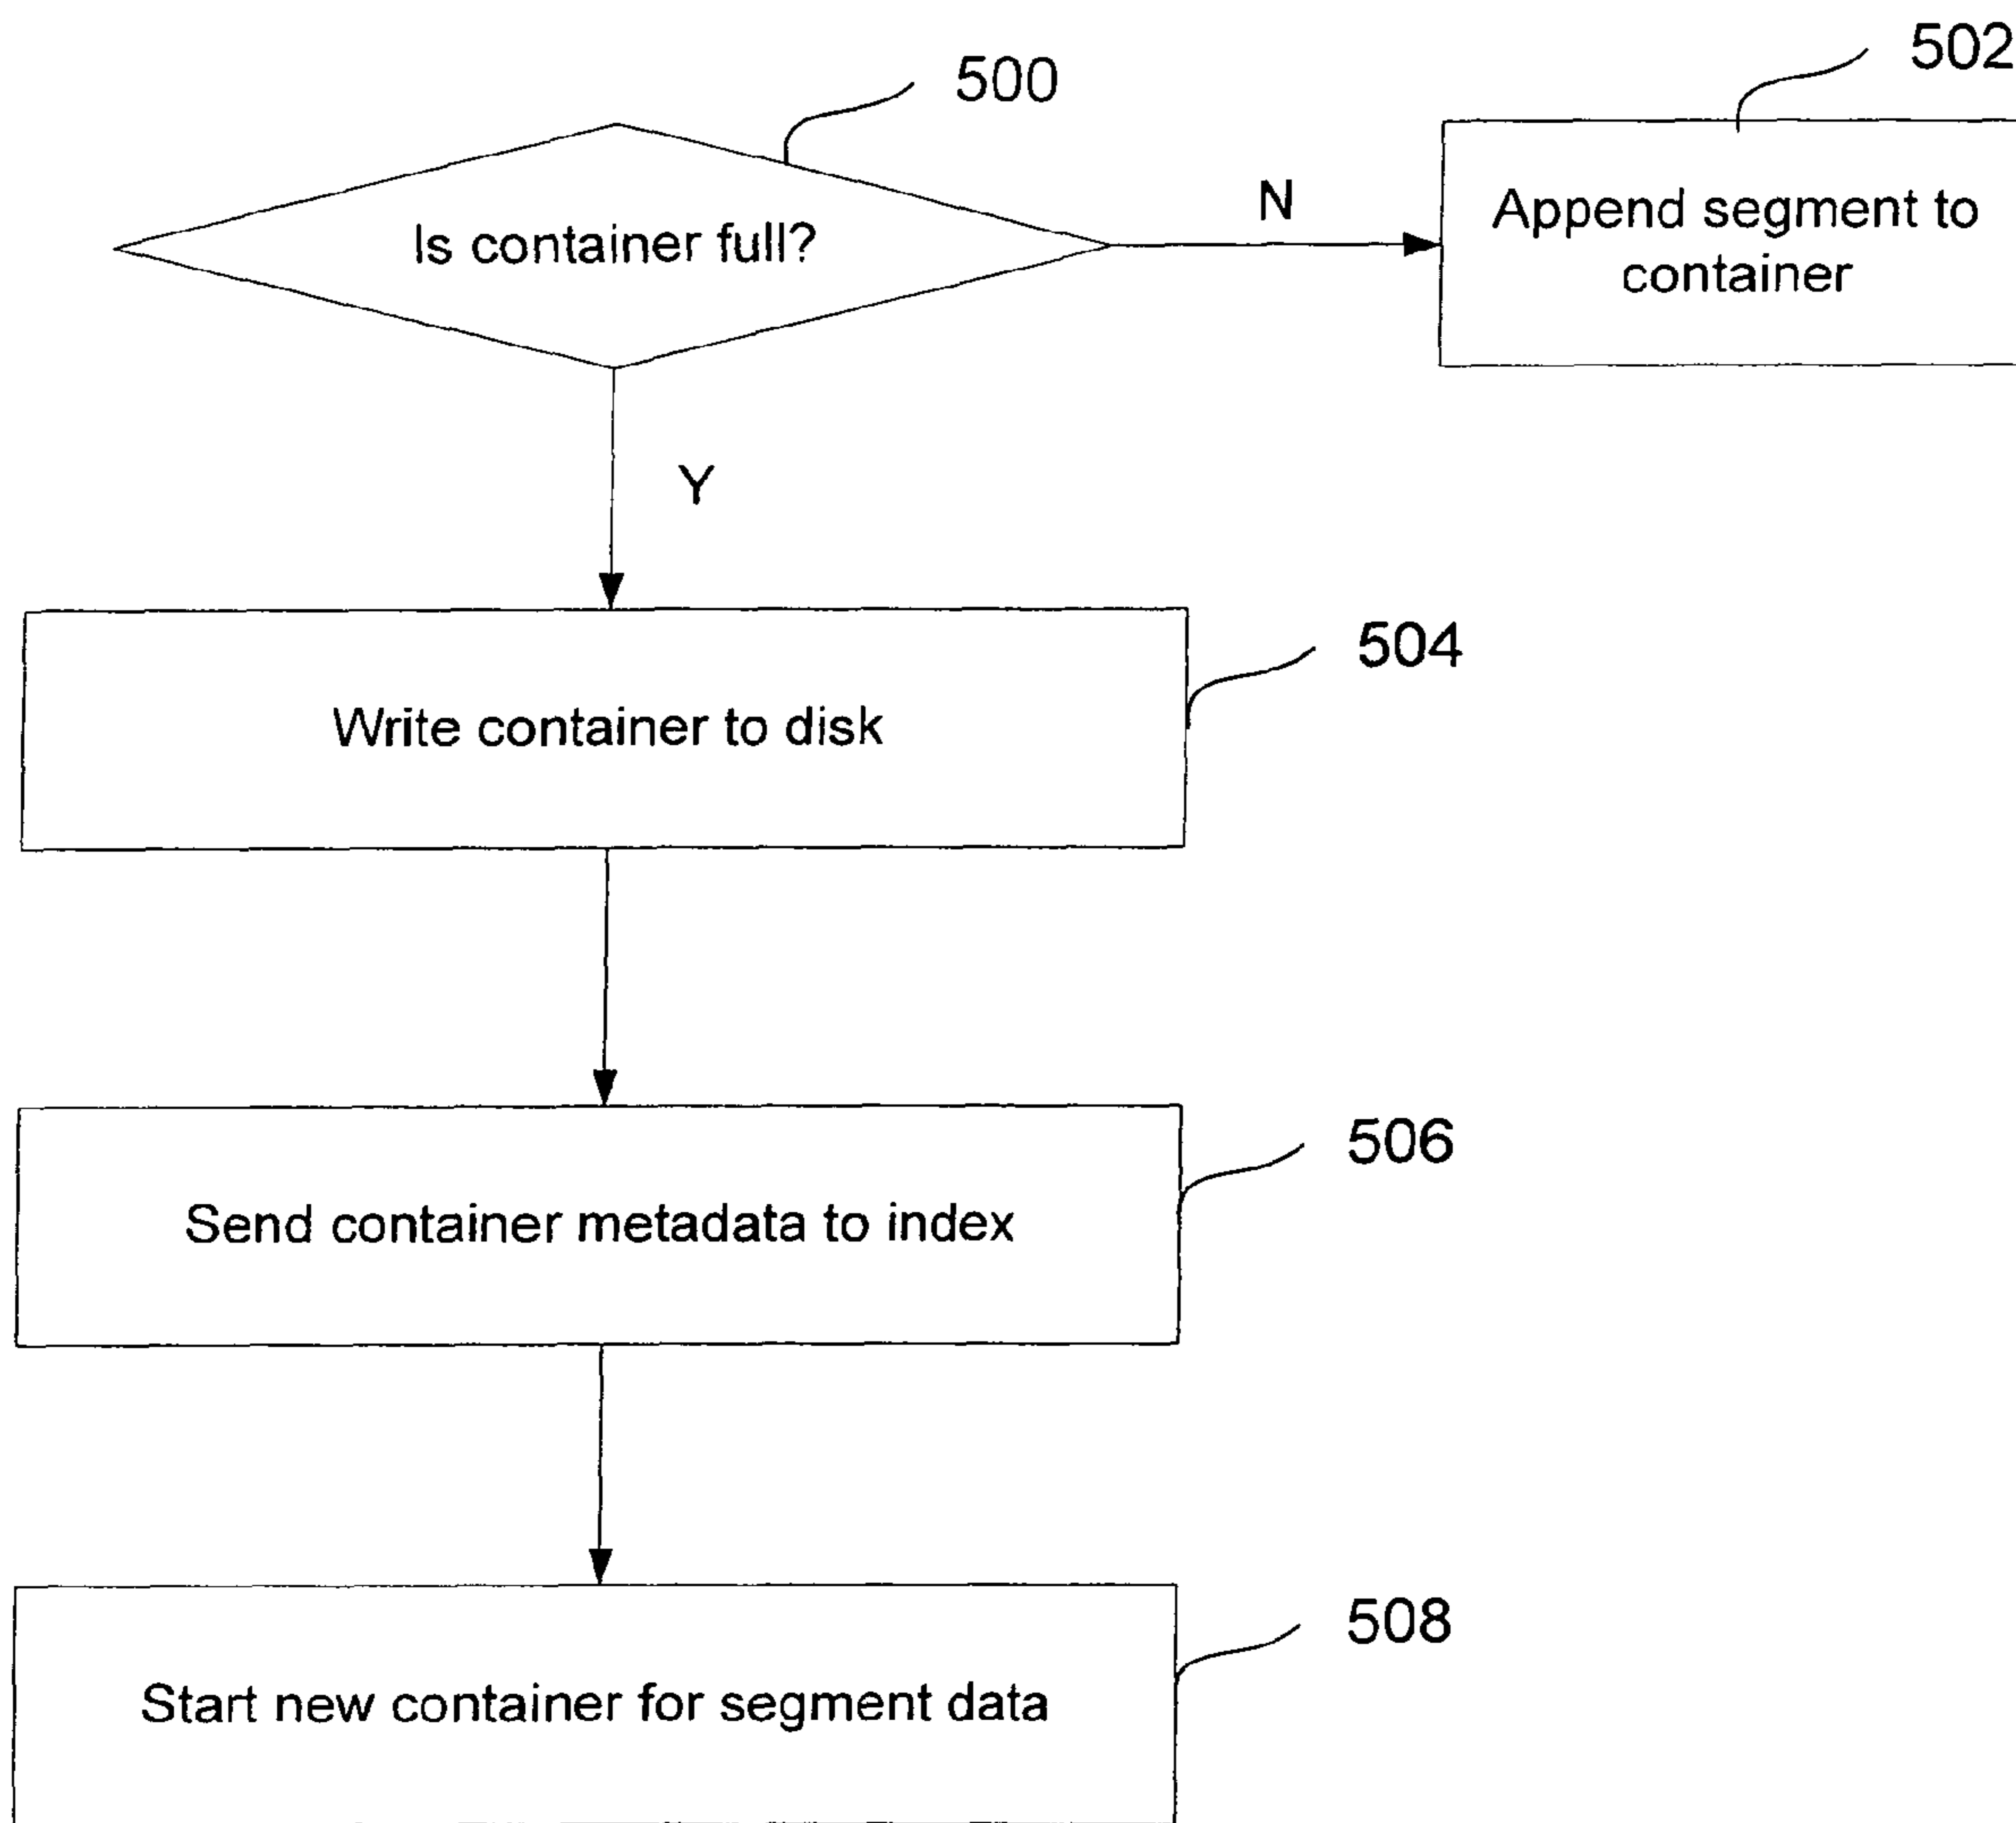 500
502
Is container full?
N
Append segment to
container
Y
504
Write container to disk
506
Send container metadata to index
508
Start new container for segment data